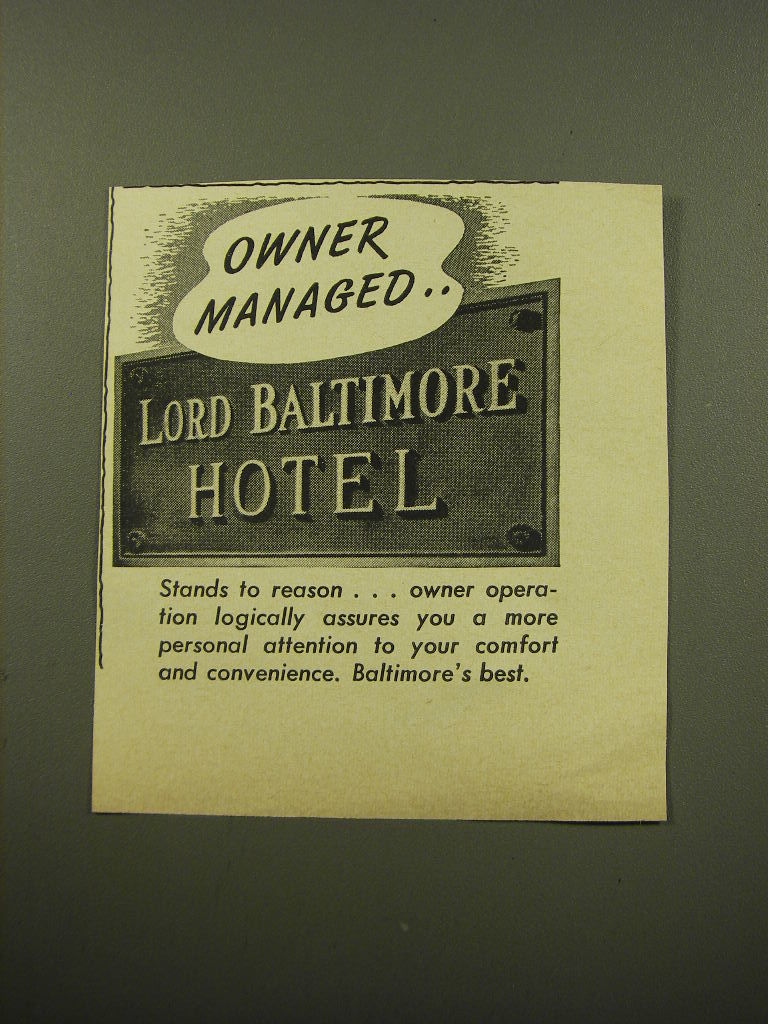 OWNER
MANAGED..
LORD BALTIMORE
HOTEL
Stands to reason . . . owner opera-
tion logically assures you a more
personal attention to your comfort
and convenience. Baltimore's best.